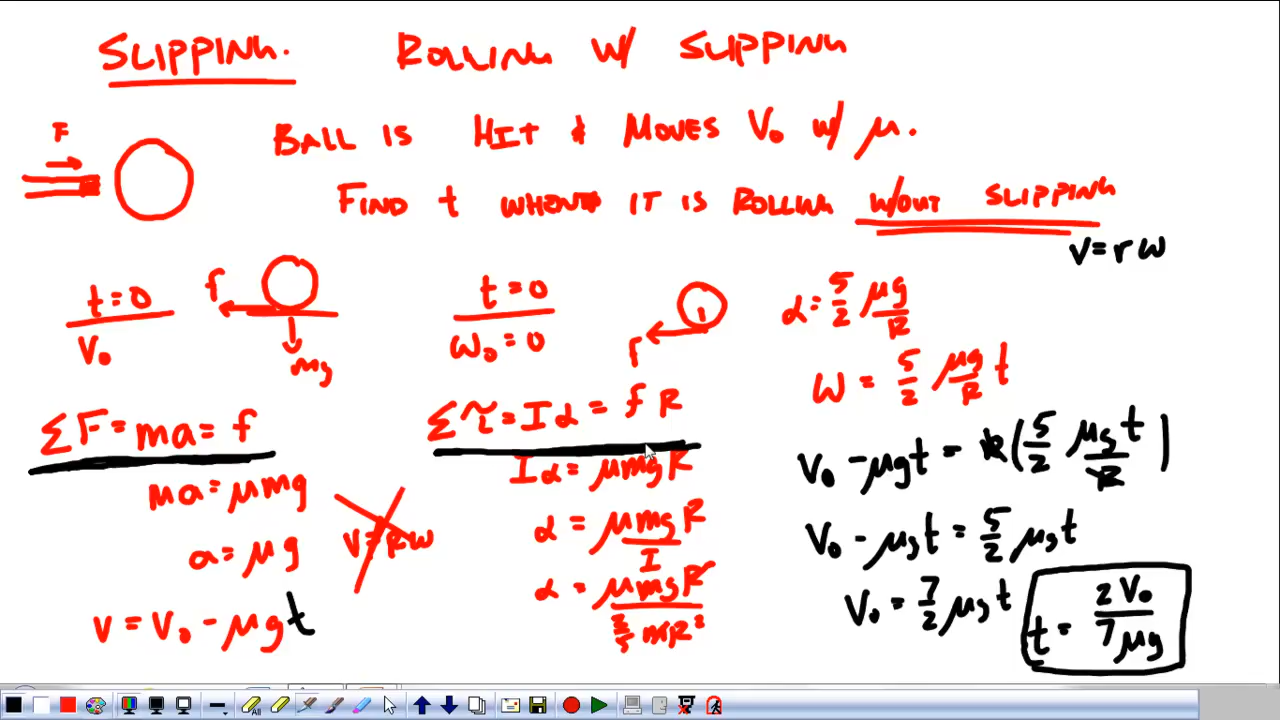 SLIPPING. ROLLING W/ SLIPPING
F
BALL IS HIT & MOVES V₀ W/ μ.
FIND t WHEN IT IS ROLLING W/OUT SLIPPING
V = r ω
t = 0
V₀
f
mg
ΣF = ma = f
ma = μmg
a = μg
V = V₀ - μgt
V = Rω
t = 0
ω₀ = 0
f
Στ = Iα = f R
Iα = μmgR
α = μmgR / I
α = μmgR / 2/5 mR²
α = 5/2 μg/R
ω = 5/2 μg/R t
V₀ - μgt = R(5/2 μgt/R)
V₀ - μgt = 5/2 μgt
V₀ = 7/2 μgt
t = 2V₀ / 7μg
All